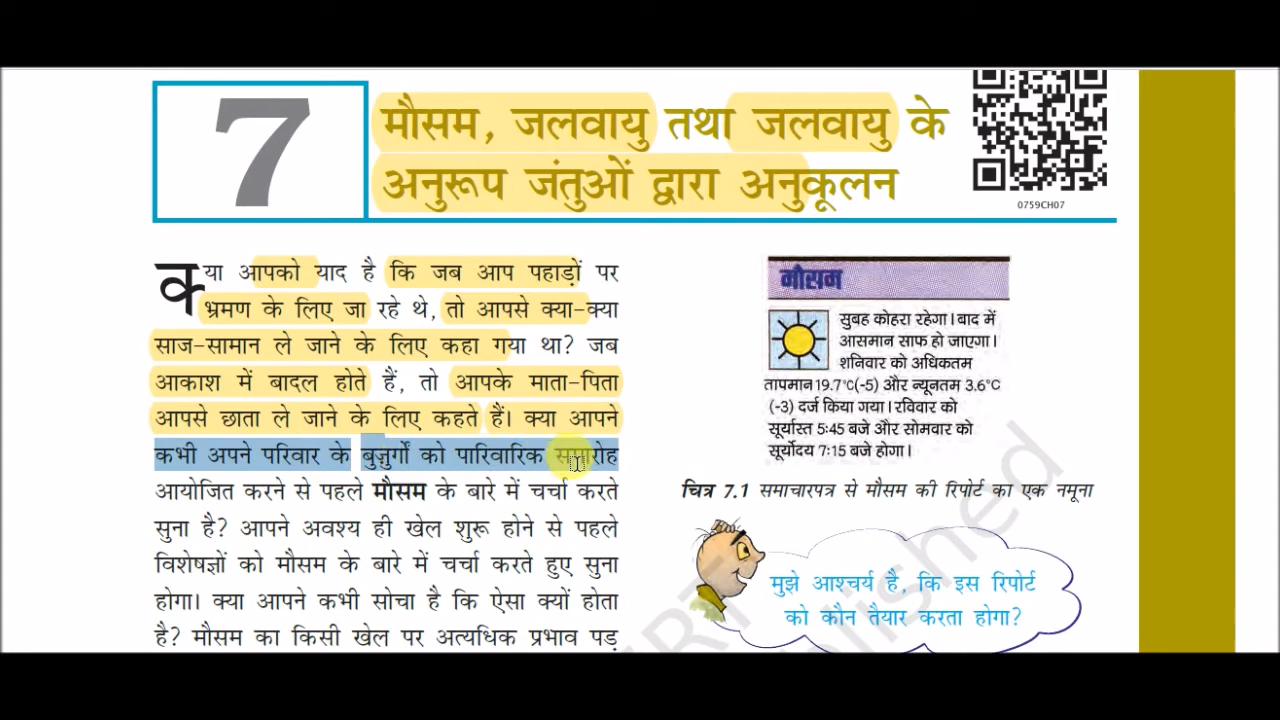 7
मौसम, जलवायु तथा जलवायु के
अनुरूप जंतुओं द्वारा अनुकूलन
0759CH07
क्या आपको याद है कि जब आप पहाड़ों पर
भ्रमण के लिए जा रहे थे, तो आपसे क्या-क्या
साज-सामान ले जाने के लिए कहा गया था? जब
आकाश में बादल होते हैं, तो आपके माता-पिता
आपसे छाता ले जाने के लिए कहते हैं। क्या आपने
कभी अपने परिवार के बुज़ुर्गों को पारिवारिक समारोह
आयोजित करने से पहले मौसम के बारे में चर्चा करते
सुना है? आपने अवश्य ही खेल शुरू होने से पहले
विशेषज्ञों को मौसम के बारे में चर्चा करते हुए सुना
होगा। क्या आपने कभी सोचा है कि ऐसा क्यों होता
है? मौसम का किसी खेल पर अत्यधिक प्रभाव पड़
मौसम
सुबह कोहरा रहेगा। बाद में
आसमान साफ हो जाएगा।
शनिवार को अधिकतम
तापमान 19.7°C (-5) और न्यूनतम 3.6°C
(-3) दर्ज किया गया। रविवार को
सूर्यास्त 5:45 बजे और सोमवार को
सूर्योदय 7:15 बजे होगा।
चित्र 7.1 समाचारपत्र से मौसम की रिपोर्ट का एक नमूना
मुझे आश्चर्य है, कि इस रिपोर्ट
को कौन तैयार करता होगा?